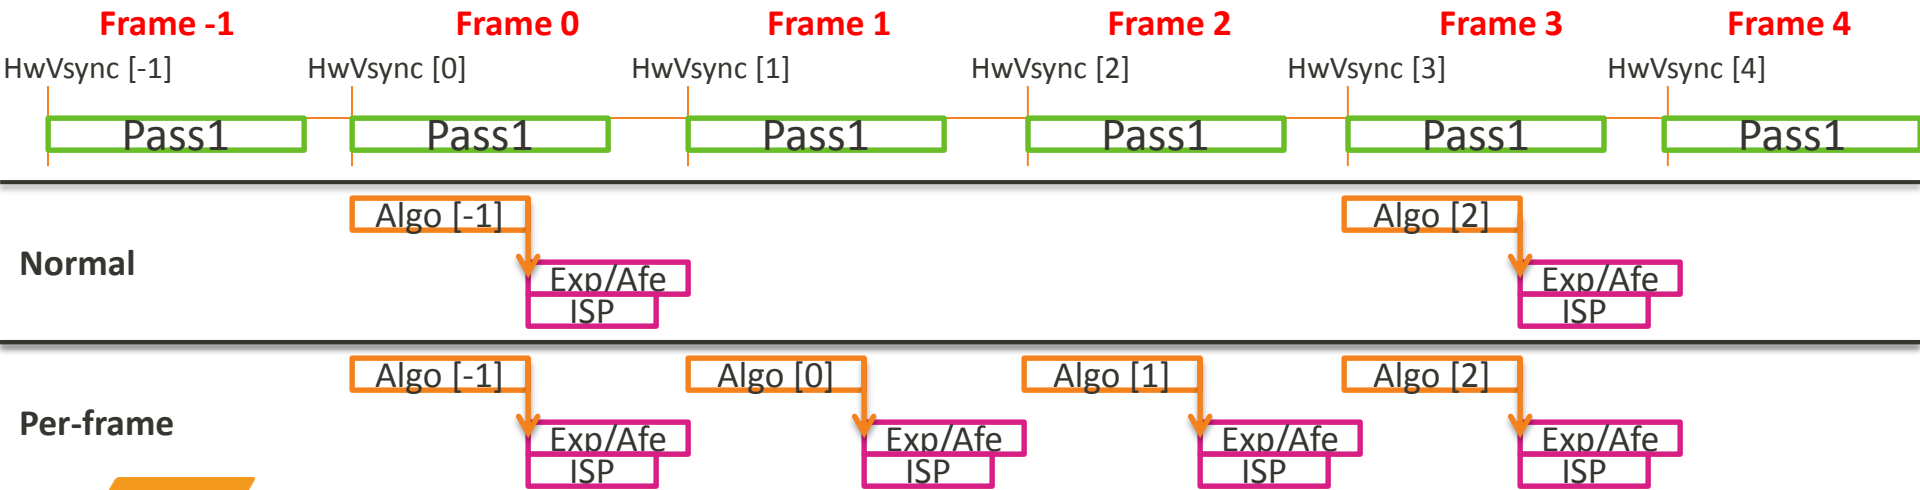 Frame -1 Frame 0 Frame 1 Frame 2 Frame 3 Frame 4
HwVsync [-1] HwVsync [0] HwVsync [1] HwVsync [2] HwVsync [3] HwVsync [4]
Pass1 Pass1 Pass1 Pass1 Pass1 Pass1
Algo [-1] Algo [2]
Normal
Exp/Afe Exp/Afe
ISP ISP
Algo [-1] Algo [0] Algo [1] Algo [2]
Per-frame
Exp/Afe Exp/Afe Exp/Afe Exp/Afe
ISP ISP ISP ISP